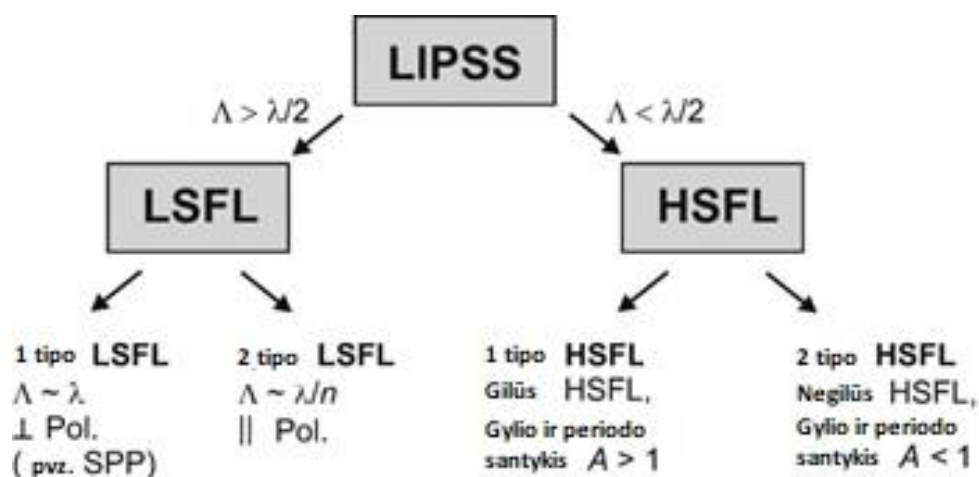 LIPSS
Λ > λ/2
Λ < λ/2
LSFL
HSFL
1 tipo LSFL
Λ ~ λ
⊥ Pol.
( pvz. SPP)
2 tipo LSFL
Λ ~ λ/n
|| Pol.
1 tipo HSFL
Gilūs HSFL,
Gylio ir periodo
santykis A > 1
2 tipo HSFL
Negilūs HSFL,
Gylio ir periodo
santykis A < 1